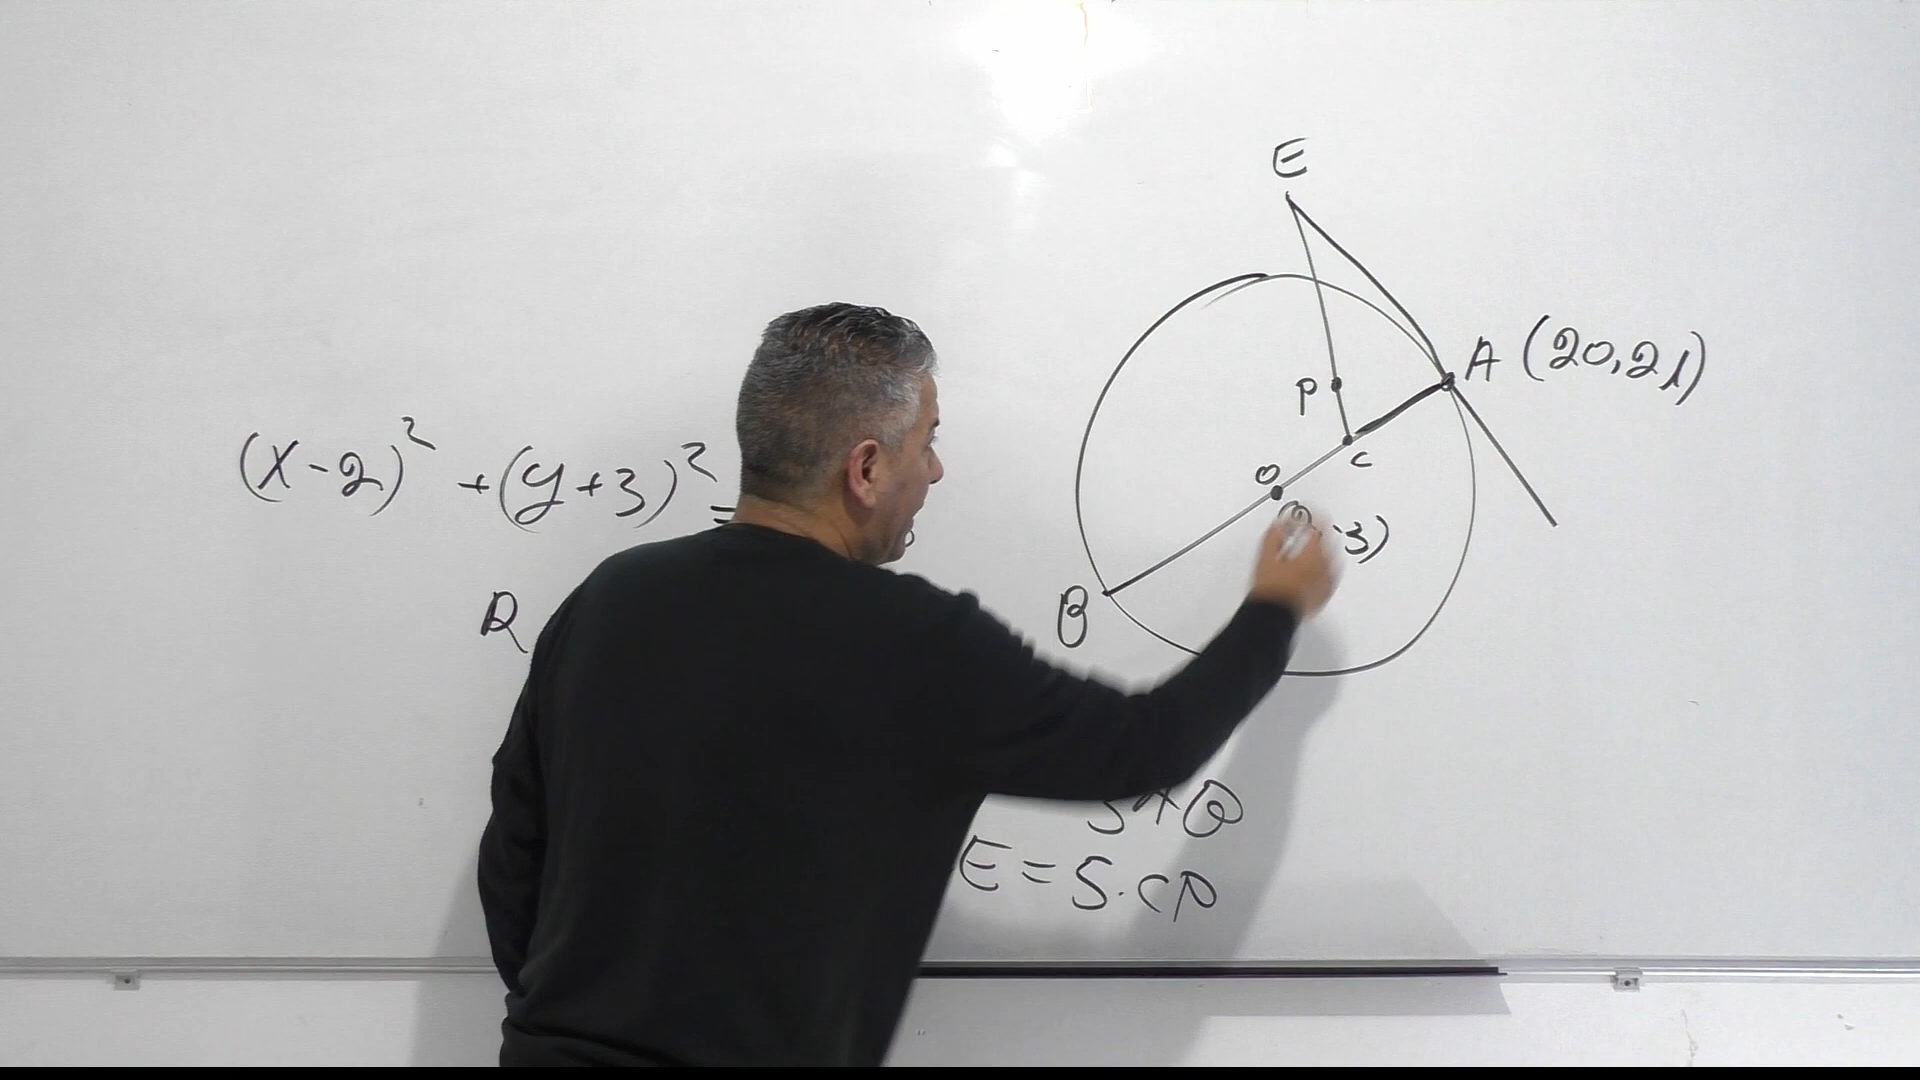 (x-2)² + (y+3)² =
R
E
A (20,21)
P
C
O
-3)
B
E = 5.CP